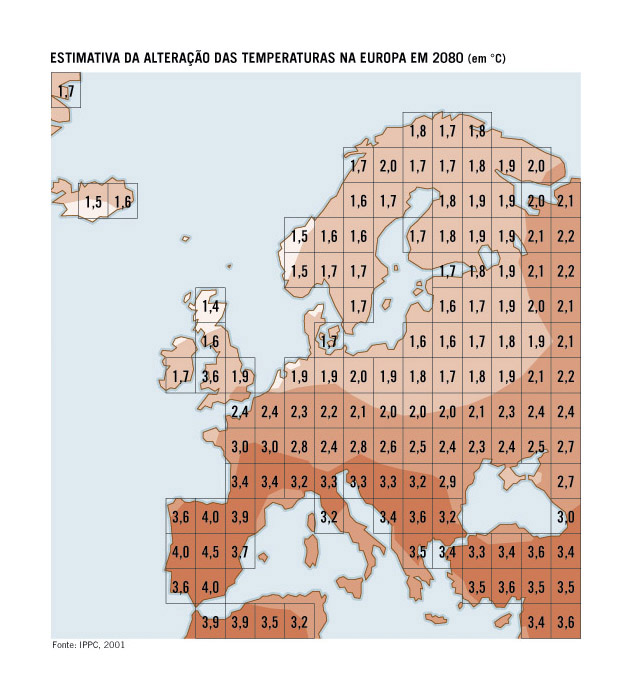 ESTIMATIVA DA ALTERAÇÃO DAS TEMPERATURAS NA EUROPA EM 2080 (em °C)
1,7
1,8 1,7 1,8
1,7 2,0 1,7 1,7 1,8 1,9 2,0
1,5 1,6 1,6 1,7 1,8 1,9 1,9 2,0 2,1
1,5 1,6 1,6 1,7 1,8 1,9 1,9 2,1 2,2
1,5 1,7 1,7 1,7 1,8 1,9 2,1 2,2
1,4 1,7 1,6 1,7 1,9 2,0 2,1
1,6 1,7 1,6 1,6 1,7 1,8 1,9 2,1
1,7 3,6 1,9 1,9 1,9 2,0 1,9 1,8 1,7 1,8 1,9 2,1 2,2
2,4 2,4 2,3 2,2 2,1 2,0 2,0 2,0 2,1 2,3 2,4 2,4
3,0 3,0 2,8 2,4 2,8 2,6 2,5 2,4 2,3 2,4 2,5 2,7
3,4 3,4 3,2 3,3 3,3 3,3 3,2 2,9 2,7
3,6 4,0 3,9 3,2 3,4 3,6 3,2 3,0
4,0 4,5 3,7 3,5 3,4 3,3 3,4 3,6 3,4
3,6 4,0 3,5 3,6 3,5 3,5
3,9 3,9 3,5 3,2 3,4 3,6
Fonte: IPPC, 2001